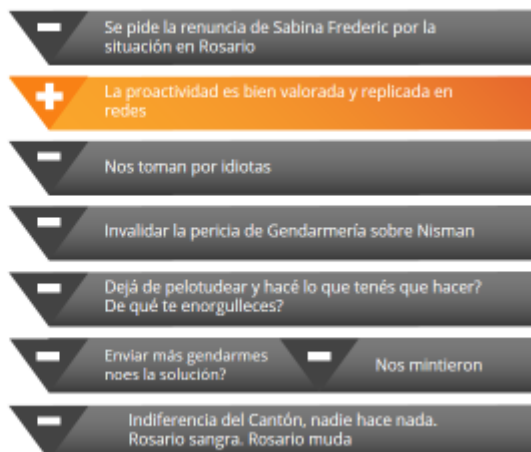 Se pide la renuncia de Sabina Frederic por la
situación en Rosario
La proactividad es bien valorada y replicada en
redes
Nos toman por idiotas
Invalidar la pericia de Gendarmería sobre Nisman
Dejá de pelotudear y hacé lo que tenés que hacer?
De qué te enorgulleces?
Enviar más gendarmes
noes la solución?
Nos mintieron
Indiferencia del Cantón, nadie hace nada.
Rosario sangra. Rosario muda